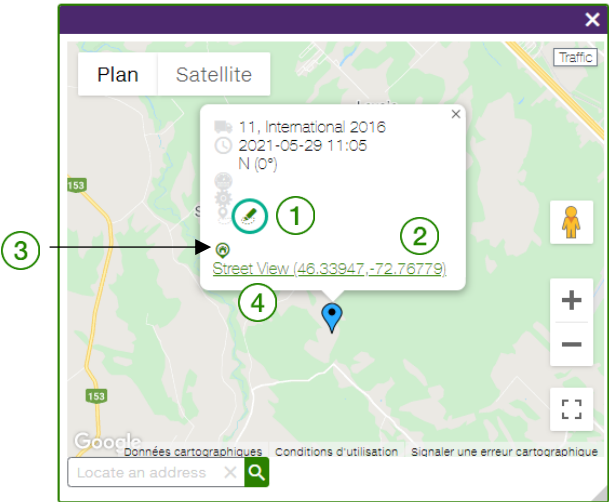 ×
Plan Satellite
Traffic
×
11, International 2016
2021-05-29 11:05
N (0°)
153
1
2
3
Street View (46.33947,-72.76779)
4
+
−
153
Google
Données cartographiques Conditions d'utilisation Signaler une erreur cartographique
Locate an address ×